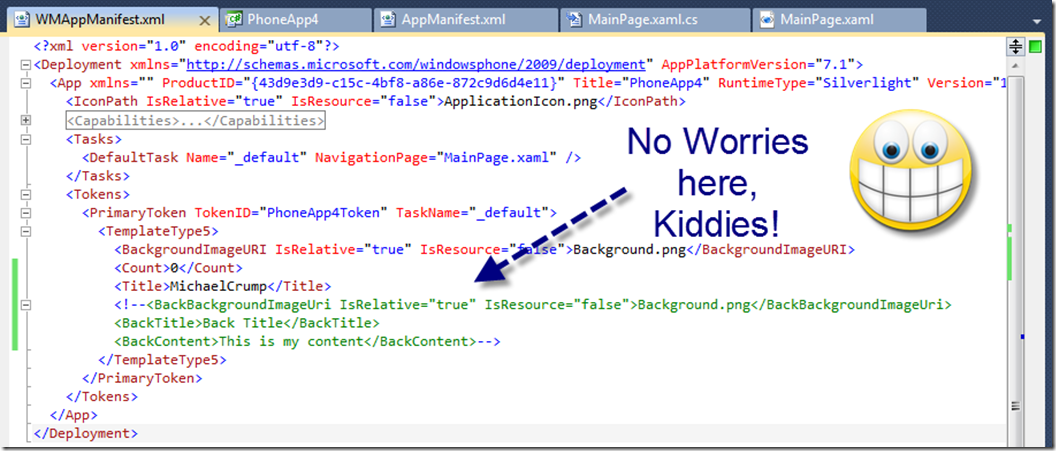 WMAppManifest.xml PhoneApp4 AppManifest.xml MainPage.xaml.cs MainPage.xaml
<?xml version="1.0" encoding="utf-8"?>
<Deployment xmlns="http://schemas.microsoft.com/windowsphone/2009/deployment" AppPlatformVersion="7.1">
<App xmlns="" ProductID="{43d9e3d9-c15c-4bf8-a86e-872c9d6d4e11}" Title="PhoneApp4" RuntimeType="Silverlight" Version="1
<IconPath IsRelative="true" IsResource="false">ApplicationIcon.png</IconPath>
<Capabilities>...</Capabilities>
<Tasks>
<DefaultTask Name="_default" NavigationPage="MainPage.xaml" />
</Tasks>
<Tokens>
<PrimaryToken TokenID="PhoneApp4Token" TaskName="_default">
<TemplateType5>
<BackgroundImageURI IsRelative="true" IsResource="false">Background.png</BackgroundImageURI>
<Count>0</Count>
<Title>MichaelCrump</Title>
<!--<BackBackgroundImageUri IsRelative="true" IsResource="false">Background.png</BackBackgroundImageUri>
<BackTitle>Back Title</BackTitle>
<BackContent>This is my content</BackContent>-->
</TemplateType5>
</PrimaryToken>
</Tokens>
</App>
</Deployment>
No Worries
here,
Kiddies!